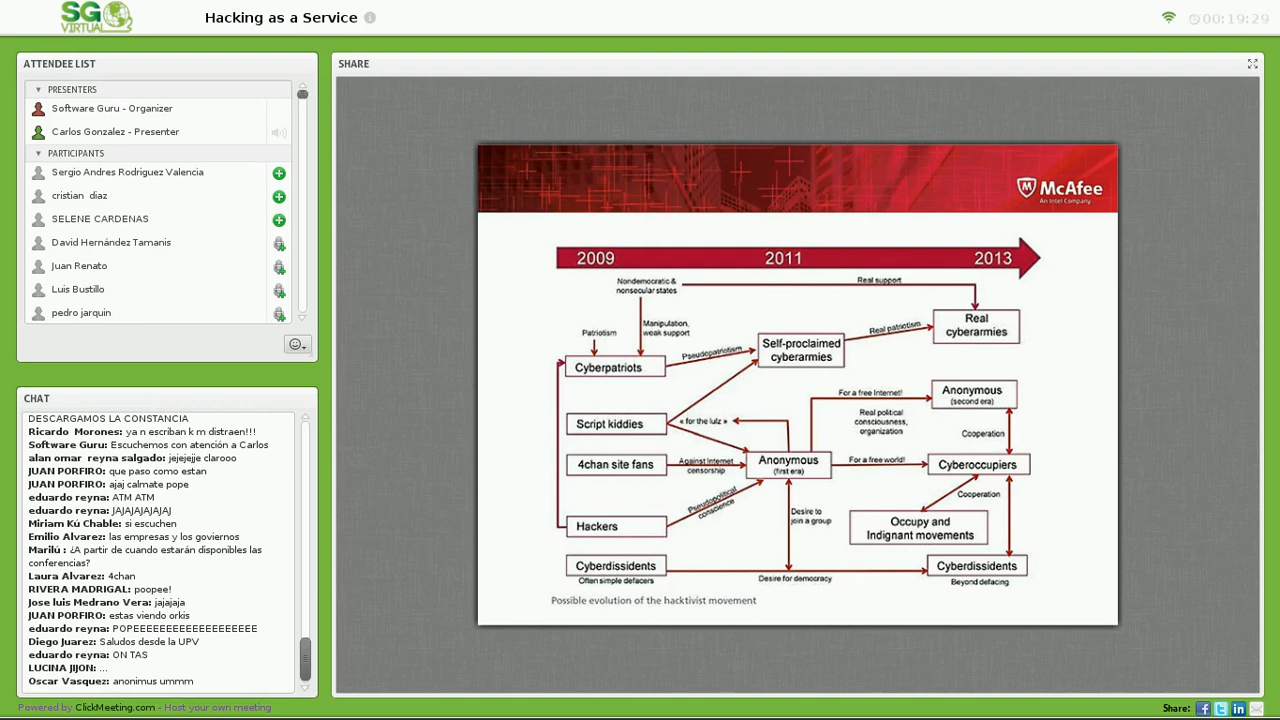 SG
VIRTUAL
Hacking as a Service
00:19:29
ATTENDEE LIST
PRESENTERS
Software Guru - Organizer
Carlos Gonzalez - Presenter
PARTICIPANTS
Sergio Andres Rodriguez Valencia
cristian diaz
SELENE CARDENAS
David Hernández Tamanis
Juan Renato
Luis Bustillo
pedro jarquin
CHAT
DESCARGAMOS LA CONSTANCIA
Ricardo Morones: ya n escriban k m distraen!!!
Software Guru: Escuchemos con atención a Carlos
alan omar reyna salgado: jejejejje clarooo
JUAN PORFIRO: que paso como estan
JUAN PORFIRO: ajaj calmate pope
eduardo reyna: ATM ATM
eduardo reyna: JAJAJAJAJAJAJ
Miriam Kú Chable: si escuchen
Emilio Alvarez: las empresas y los goviernos
Marilú : ¿A partir de cuando estarán disponibles las
conferencias?
Laura Alvarez: 4chan
RIVERA MADRIGAL: poopee!
Jose luis Medrano Vera: jajajaja
JUAN PORFIRO: estas viendo orkis
eduardo reyna: POPEEEEEEEEEEEEEEEEEEE
Diego Juarez: Saludos desde la UPV
eduardo reyna: ON TAS
LUCINA JIJON: ...
Oscar Vasquez: anonimus ummm
SHARE
McAfee
An Intel Company
2009 2011 2013
Nondemocratic &
nonsecular states
Real support
Patriotism
Manipulation,
weak support
Cyberpatriots
Pseudopatriotism
Self-proclaimed
cyberarmies
Real patriotism
Real
cyberarmies
Script kiddies
« for the lulz »
For a free Internet!
Anonymous
(second era)
Real political
consciousness,
organization
Cooperation
4chan site fans
Against Internet
censorship
Anonymous
(first era)
For a free world!
Cyberoccupiers
Pseudopolitical
conscience
Cooperation
Hackers
Desire to
join a group
Occupy and
Indignant movements
Cyberdissidents
Often simple defacers
Desire for democracy
Cyberdissidents
Beyond defacing
Possible evolution of the hacktivist movement
Powered by ClickMeeting.com - Host your own meeting
Share: